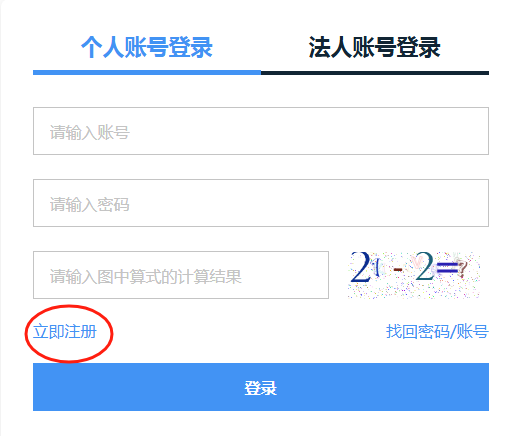 个人账号登录 法人账号登录
请输入账号
请输入密码
请输入图中算式的计算结果 21 - 2=?
立即注册 找回密码/账号
登录